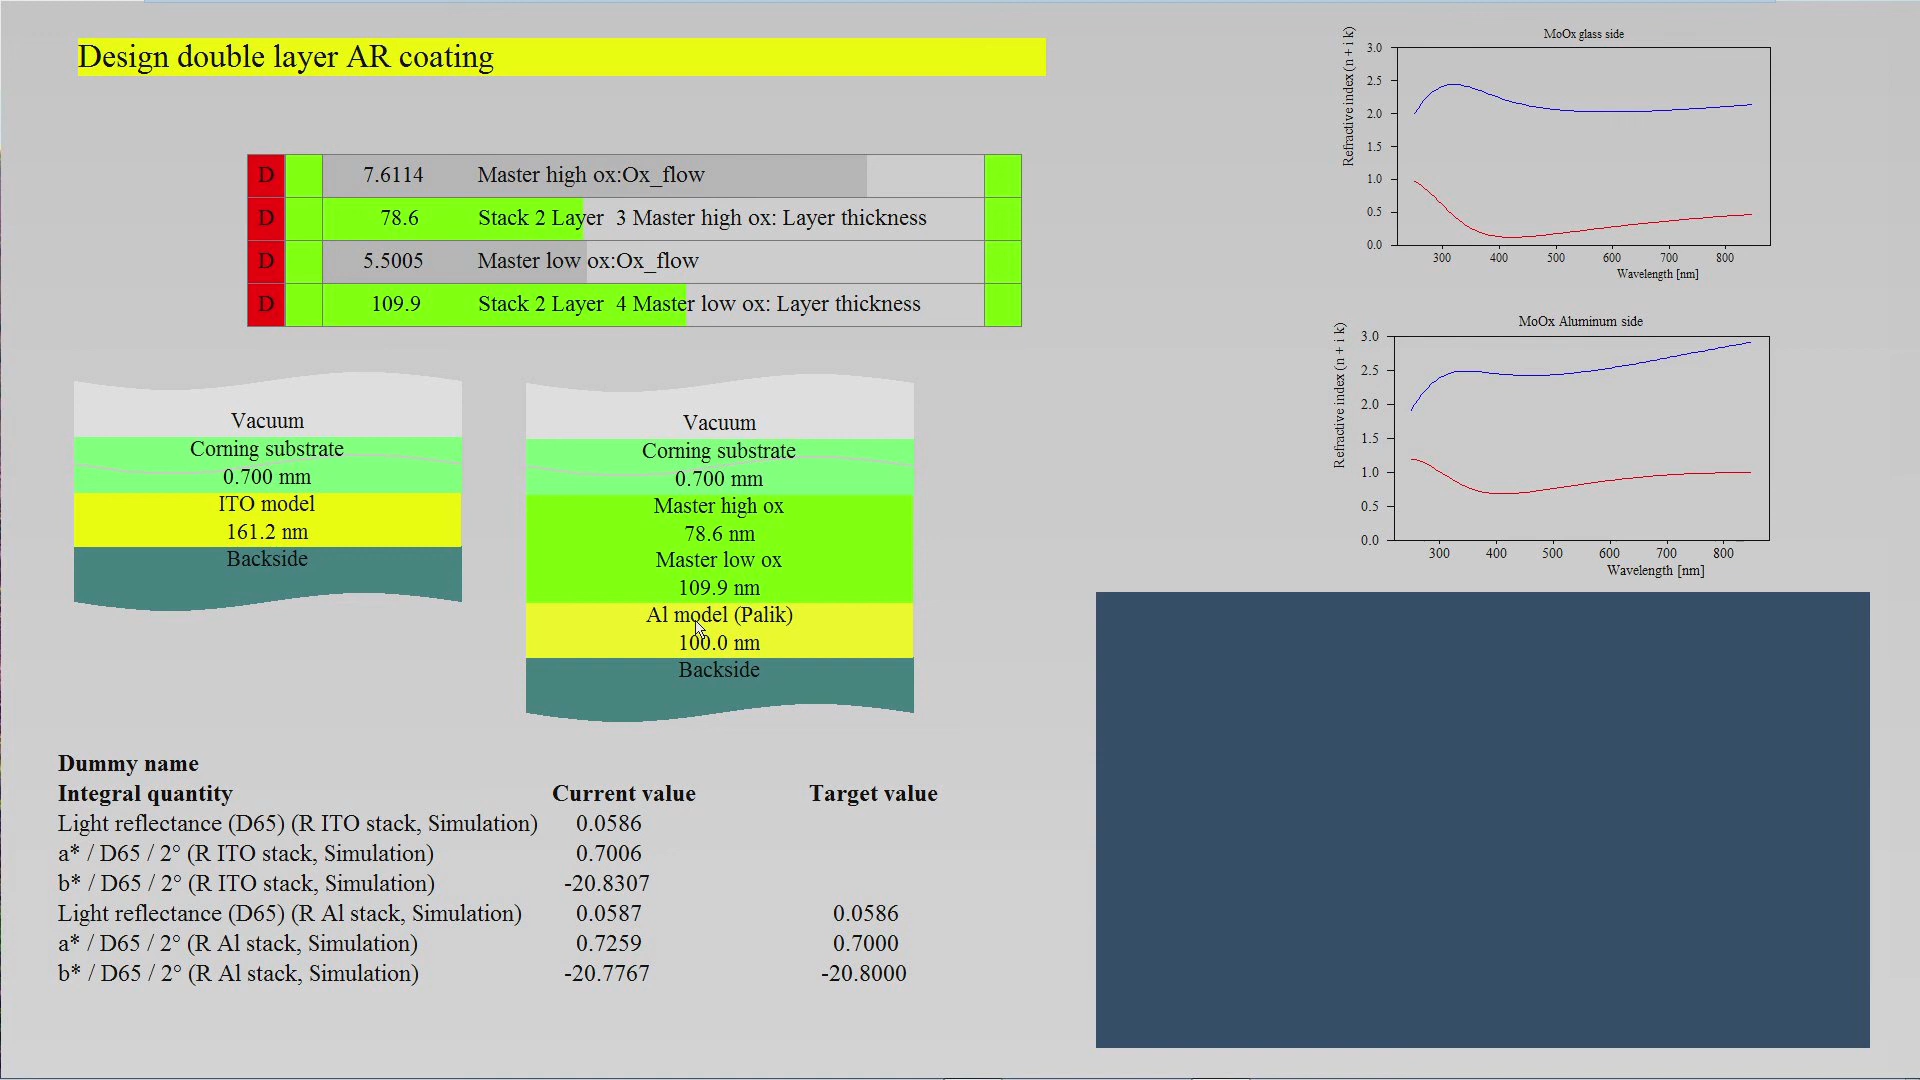 Design double layer AR coating
D 7.6114 Master high ox:Ox_flow
D 78.6 Stack 2 Layer 3 Master high ox: Layer thickness
D 5.5005 Master low ox:Ox_flow
D 109.9 Stack 2 Layer 4 Master low ox: Layer thickness
Vacuum
Corning substrate
0.700 mm
ITO model
161.2 nm
Backside
Vacuum
Corning substrate
0.700 mm
Master high ox
78.6 nm
Master low ox
109.9 nm
Al model (Palik)
100.0 nm
Backside
Dummy name
Integral quantity Current value Target value
Light reflectance (D65) (R ITO stack, Simulation) 0.0586
a* / D65 / 2° (R ITO stack, Simulation) 0.7006
b* / D65 / 2° (R ITO stack, Simulation) -20.8307
Light reflectance (D65) (R Al stack, Simulation) 0.0587 0.0586
a* / D65 / 2° (R Al stack, Simulation) 0.7259 0.7000
b* / D65 / 2° (R Al stack, Simulation) -20.7767 -20.8000
MoOx glass side
Refractive index (n + i k)
3.0
2.5
2.0
1.5
1.0
0.5
0.0
300 400 500 600 700 800
Wavelength [nm]
MoOx Aluminum side
Refractive index (n + i k)
3.0
2.5
2.0
1.5
1.0
0.5
0.0
300 400 500 600 700 800
Wavelength [nm]